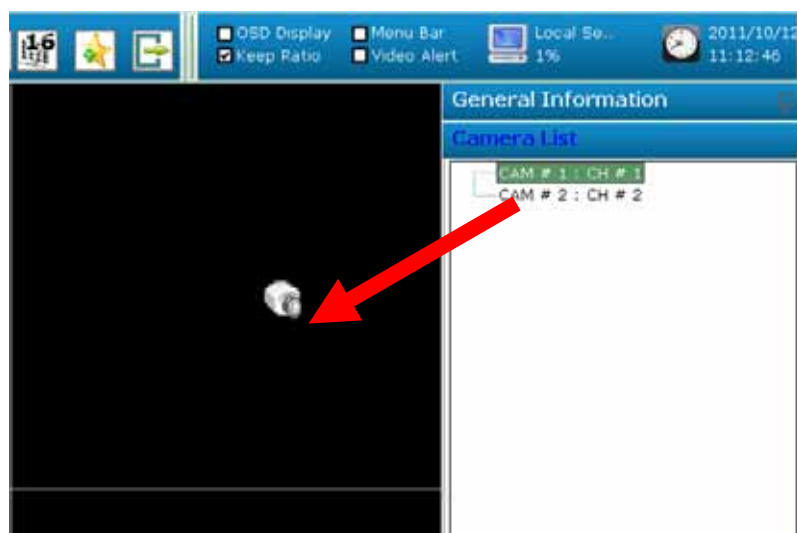 OSD Display Menu Bar Local Se... 2011/10/12
Keep Ratio Video Alert 1% 11:12:46
General Information
Camera List
CAM # 1 : CH # 1
CAM # 2 : CH # 2